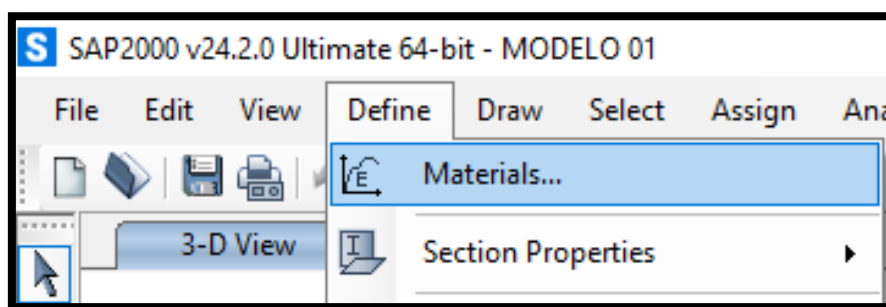 S SAP2000 v24.2.0 Ultimate 64-bit - MODELO 01
File Edit View Define Draw Select Assign Ana
E Materials...
3-D View I Section Properties